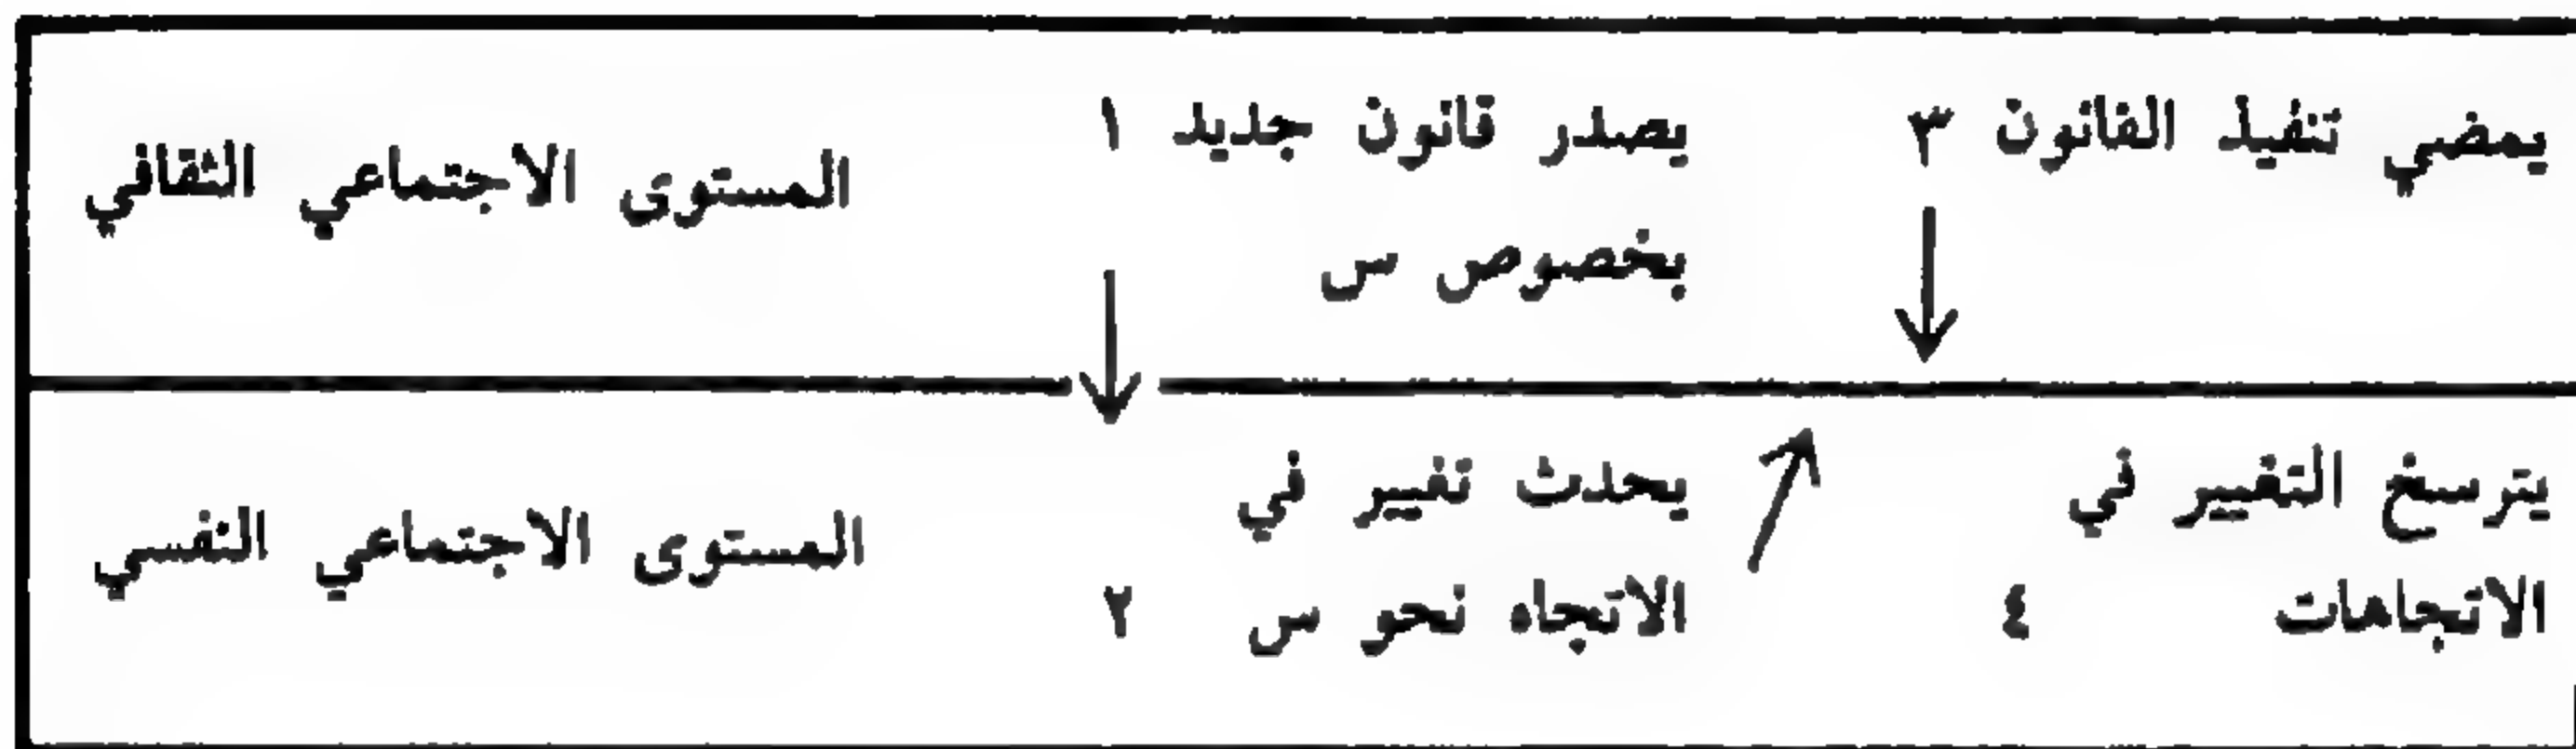 يمضي تنفيذ القانون ٣
يصدر قانون جديد ١
بخصوص س
المستوى الاجتماعي الثقافي
يترسخ التغيير في
الاتجاهات ٤
يحدث تغيير في
الاتجاه نحو س ٢
المستوى الاجتماعي النفسي